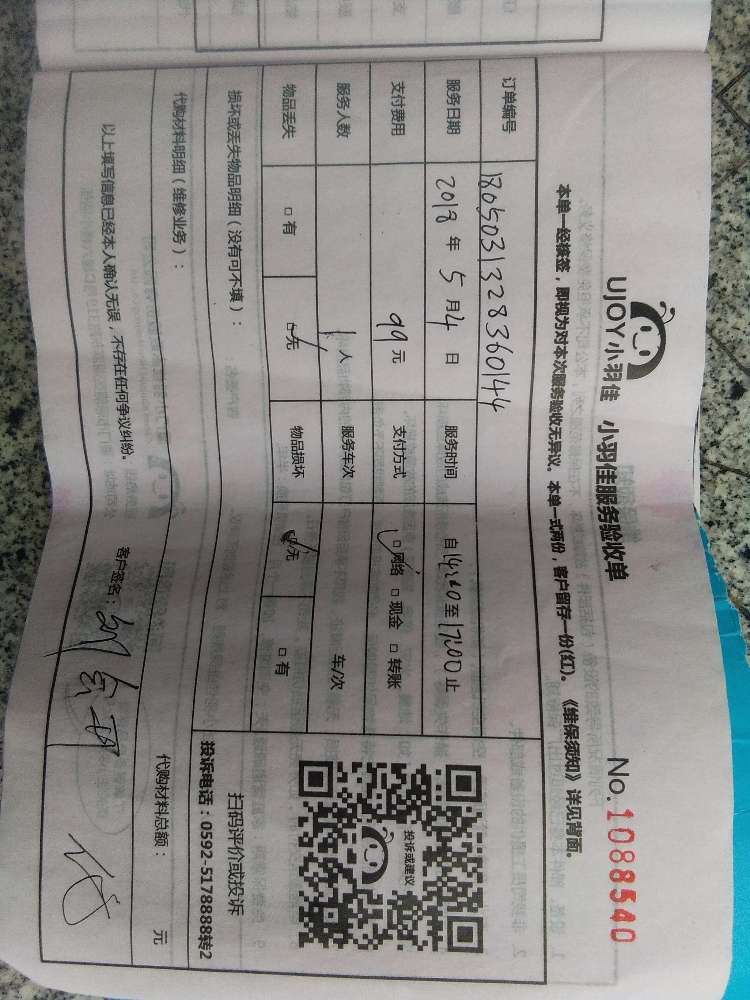 UJOY小羽佳 小羽佳服务验收单 No.1088540
本单一经接签，即视为对本次服务验收无异议。本单一式两份，客户留存一份(红)。《维保须知》详见背面。
订单编号 1805031328360144
服务日期 2018年5月4日 服务时间 自14:00至17:00止
支付费用 99元 支付方式 □网络 □现金 □转账
服务人数 1人 服务车次 车/次
物品丢失 □有 □无 物品损坏 □无 □有
投诉或建议
扫码评价或投诉
投诉电话：0592-5178888转2
损坏或丢失物品明细（没有可不填）：
代购材料明细（维修业务）： 代购材料总额： 元
以上填写信息已经本人确认无误，不存在任何争议纠纷。 客户签名：